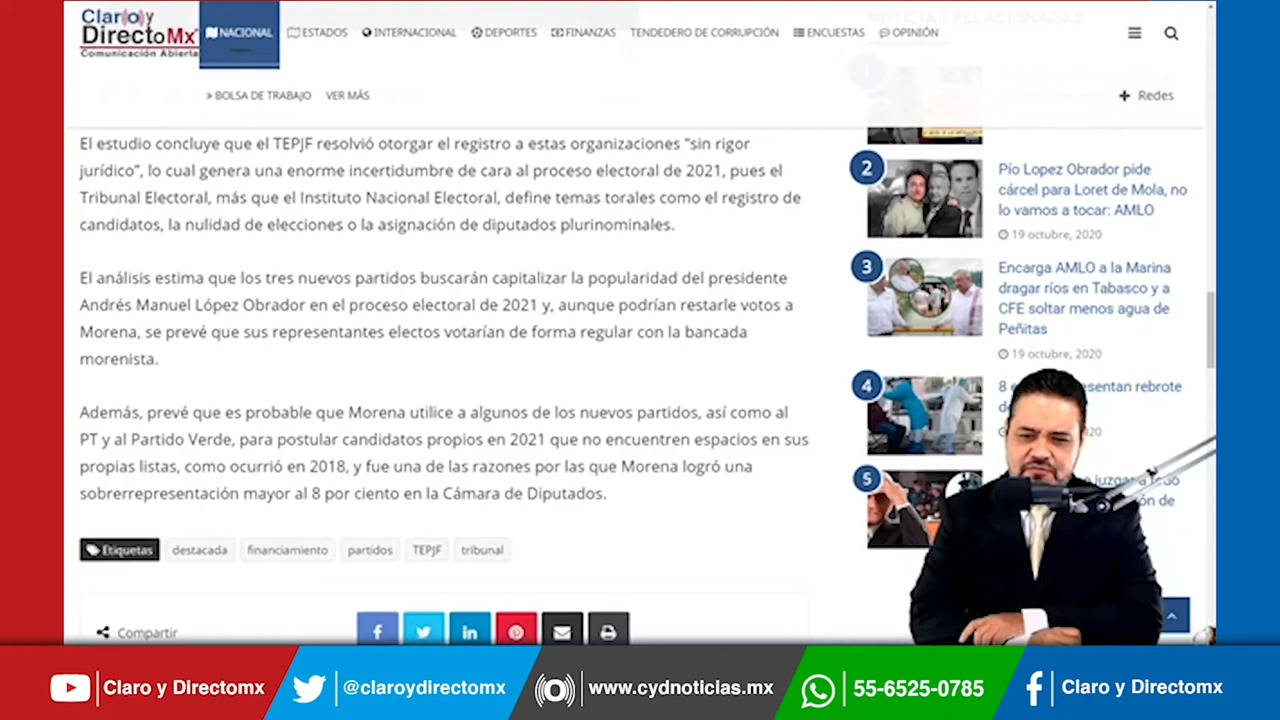 Claro y
DirectoMx
Comunicación Abierta
NACIONAL
ESTADOS
INTERNACIONAL
DEPORTES
FINANZAS
TENDEDERO DE CORRUPCIÓN
ENCUESTAS
OPINIÓN
NOTICIAS RELACIONADAS
» BOLSA DE TRABAJO
VER MÁS
+ Redes
El estudio concluye que el TEPJF resolvió otorgar el registro a estas organizaciones “sin rigor
jurídico”, lo cual genera una enorme incertidumbre de cara al proceso electoral de 2021, pues el
Tribunal Electoral, más que el Instituto Nacional Electoral, define temas torales como el registro de
candidatos, la nulidad de elecciones o la asignación de diputados plurinominales.
El análisis estima que los tres nuevos partidos buscarán capitalizar la popularidad del presidente
Andrés Manuel López Obrador en el proceso electoral de 2021 y, aunque podrían restarle votos a
Morena, se prevé que sus representantes electos votarían de forma regular con la bancada
morenista.
Además, prevé que es probable que Morena utilice a algunos de los nuevos partidos, así como al
PT y al Partido Verde, para postular candidatos propios en 2021 que no encuentren espacios en sus
propias listas, como ocurrió en 2018, y fue una de las razones por las que Morena logró una
sobrerrepresentación mayor al 8 por ciento en la Cámara de Diputados.
Etiquetas
destacada
financiamiento
partidos
TEPJF
tribunal
Compartir
1
2
Pío Lopez Obrador pide
cárcel para Loret de Mola, no
lo vamos a tocar: AMLO
19 octubre, 2020
3
Encarga AMLO a la Marina
dragar ríos en Tabasco y a
CFE soltar menos agua de
Peñitas
19 octubre, 2020
4
8 rebrote
5
juzgar a
de
Claro y Directomx
@claroydirectomx
www.cydnoticias.mx
55-6525-0785
Claro y Directomx